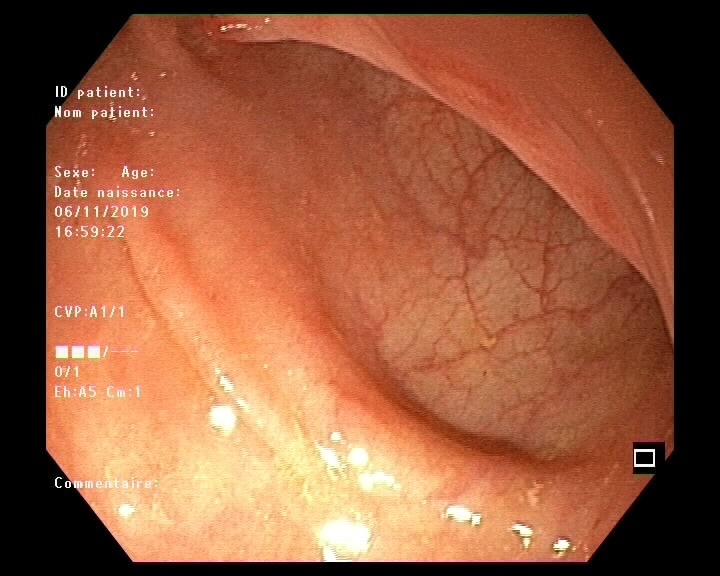 ID patient:
Nom patient:
Sexe: Age:
Date naissance:
06/11/2019
16:59:22
CVP:A1/1
■■■/---
0/1
Eh:A5 Cm:1
Commentaire: